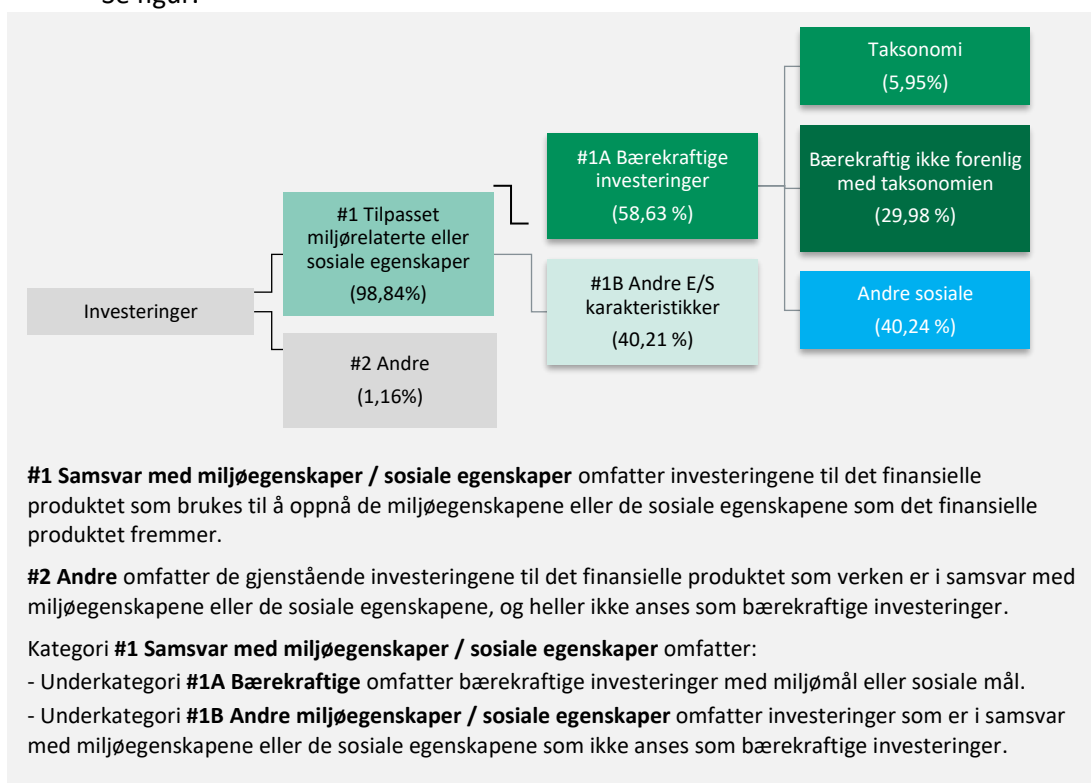 Se figur.
Taksonomi
(5,95%)
#1A Bærekraftige
investeringer
(58,63 %)
Bærekraftig ikke forenlig
med taksonomien
(29,98 %)
#1 Tilpasset
miljørelaterte eller
sosiale egenskaper
(98,84%)
#1B Andre E/S
karakteristikker
(40,21 %)
Andre sosiale
(40,24 %)
Investeringer
#2 Andre
(1,16%)
#1 Samsvar med miljøegenskaper / sosiale egenskaper omfatter investeringene til det finansielle
produktet som brukes til å oppnå de miljøegenskapene eller de sosiale egenskapene som det finansielle
produktet fremmer.
#2 Andre omfatter de gjenstående investeringene til det finansielle produktet som verken er i samsvar med
miljøegenskapene eller de sosiale egenskapene, og heller ikke anses som bærekraftige investeringer.
Kategori #1 Samsvar med miljøegenskaper / sosiale egenskaper omfatter:
- Underkategori #1A Bærekraftige omfatter bærekraftige investeringer med miljømål eller sosiale mål.
- Underkategori #1B Andre miljøegenskaper / sosiale egenskaper omfatter investeringer som er i samsvar
med miljøegenskapene eller de sosiale egenskapene som ikke anses som bærekraftige investeringer.